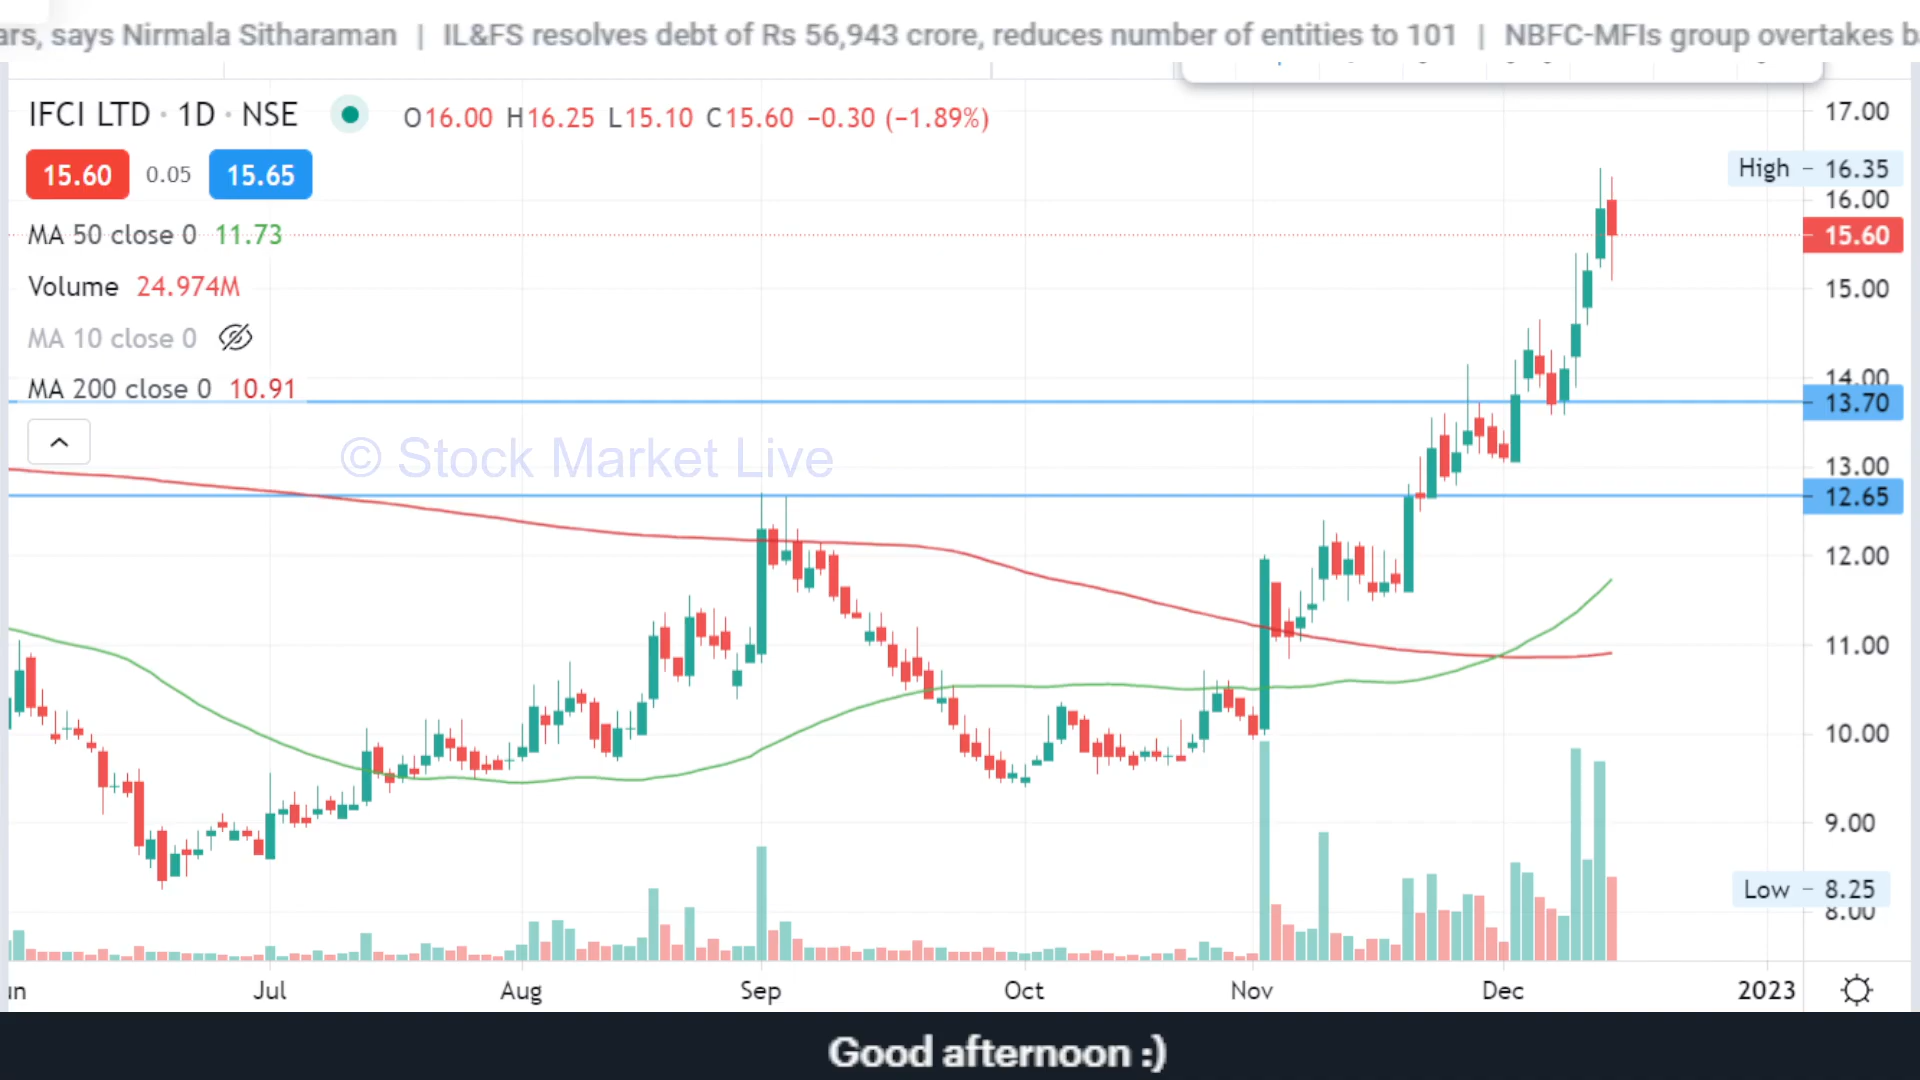 ars, says Nirmala Sitharaman | IL&FS resolves debt of Rs 56,943 crore, reduces number of entities to 101 | NBFC-MFIs group overtakes b
IFCI LTD · 1D · NSE O16.00 H16.25 L15.10 C15.60 −0.30 (−1.89%)
15.60 0.05 15.65
MA 50 close 0 11.73
Volume 24.974M
MA 10 close 0
MA 200 close 0 10.91
© Stock Market Live
17.00
High 16.35
16.00
15.60
15.00
14.00
13.70
13.00
12.65
12.00
11.00
10.00
9.00
Low 8.25
8.00
un Jul Aug Sep Oct Nov Dec 2023
Good afternoon :)